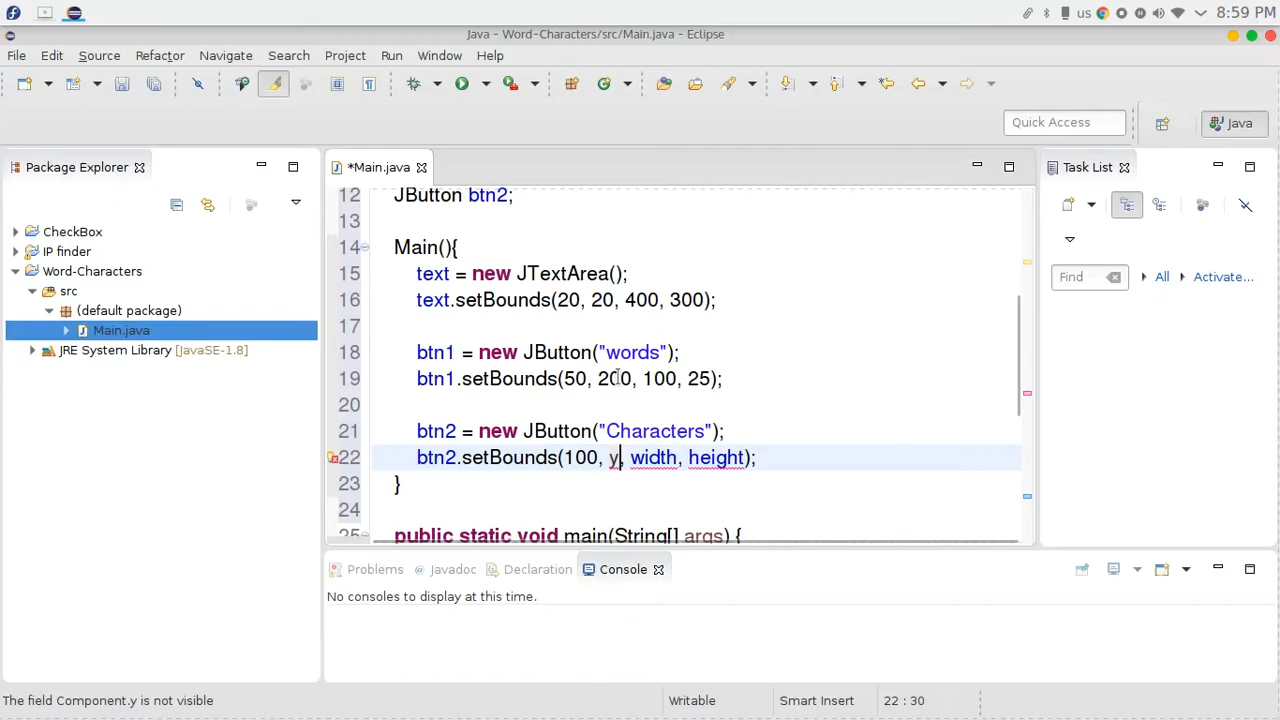 us 8:59 PM
Java - Word-Characters/src/Main.java - Eclipse
File Edit Source Refactor Navigate Search Project Run Window Help
Quick Access Java
Package Explorer *Main.java Task List
CheckBox
IP finder
Word-Characters
src
(default package)
Main.java
JRE System Library [JavaSE-1.8]
12 JButton btn2;
13
14 Main(){
15 text = new JTextArea();
16 text.setBounds(20, 20, 400, 300);
17
18 btn1 = new JButton("words");
19 btn1.setBounds(50, 200, 100, 25);
20
21 btn2 = new JButton("Characters");
22 btn2.setBounds(100, y, width, height);
23 }
24
25 public static void main(String[] args) {
Find All Activate...
Problems Javadoc Declaration Console
No consoles to display at this time.
The field Component.y is not visible Writable Smart Insert 22 : 30